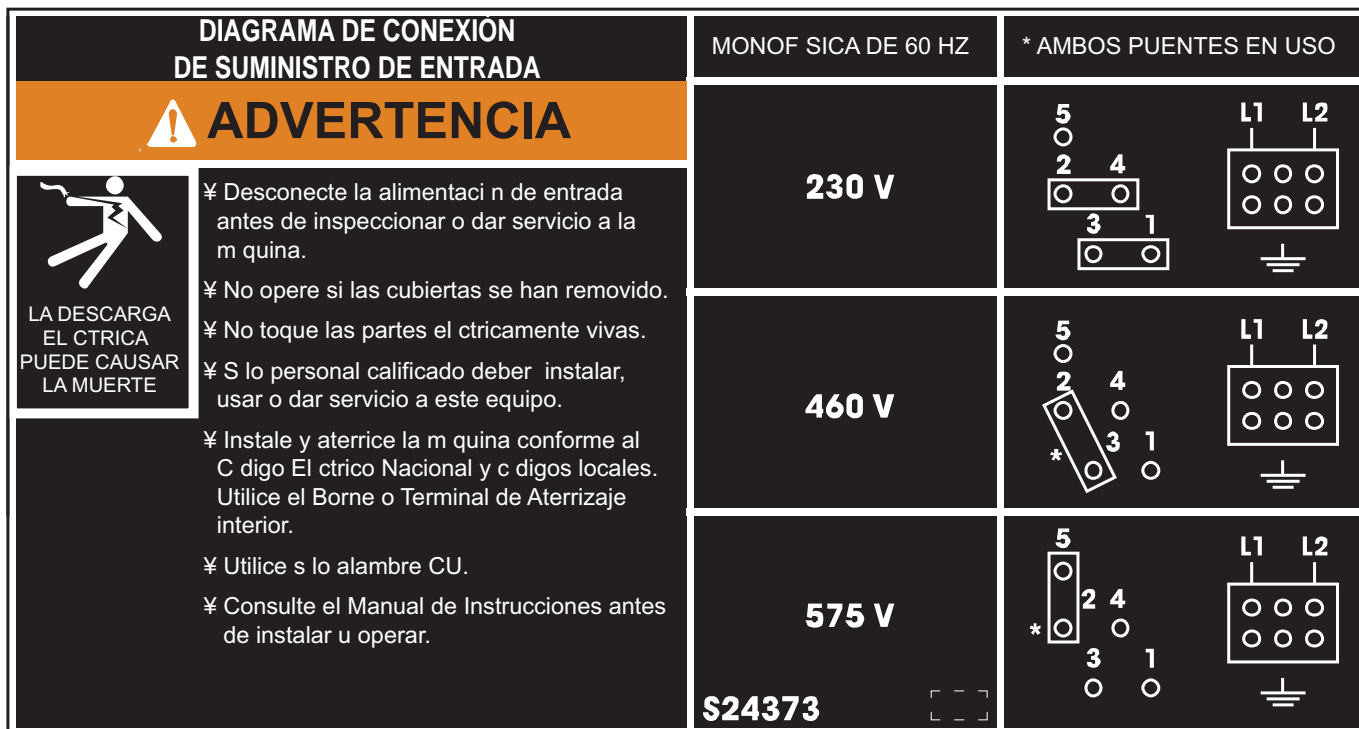 DIAGRAMA DE CONEXIÓN
DE SUMINISTRO DE ENTRADA
ADVERTENCIA
LA DESCARGA
EL CTRICA
PUEDE CAUSAR
LA MUERTE
¥ Desconecte la alimentaci n de entrada
antes de inspeccionar o dar servicio a la
m quina.
¥ No opere si las cubiertas se han removido.
¥ No toque las partes el ctricamente vivas.
¥ S lo personal calificado deber  instalar,
usar o dar servicio a este equipo.
¥ Instale y aterrice la m quina conforme al
C digo El ctrico Nacional y c digos locales.
Utilice el Borne o Terminal de Aterrizaje
interior.
¥ Utilice s lo alambre CU.
¥ Consulte el Manual de Instrucciones antes
de instalar u operar.
MONOF SICA DE 60 HZ
* AMBOS PUENTES EN USO
230 V
5
2 4
3 1
L1 L2
460 V
5
2 4
3 1
*
L1 L2
575 V
5
2 4
*
3 1
L1 L2
S24373